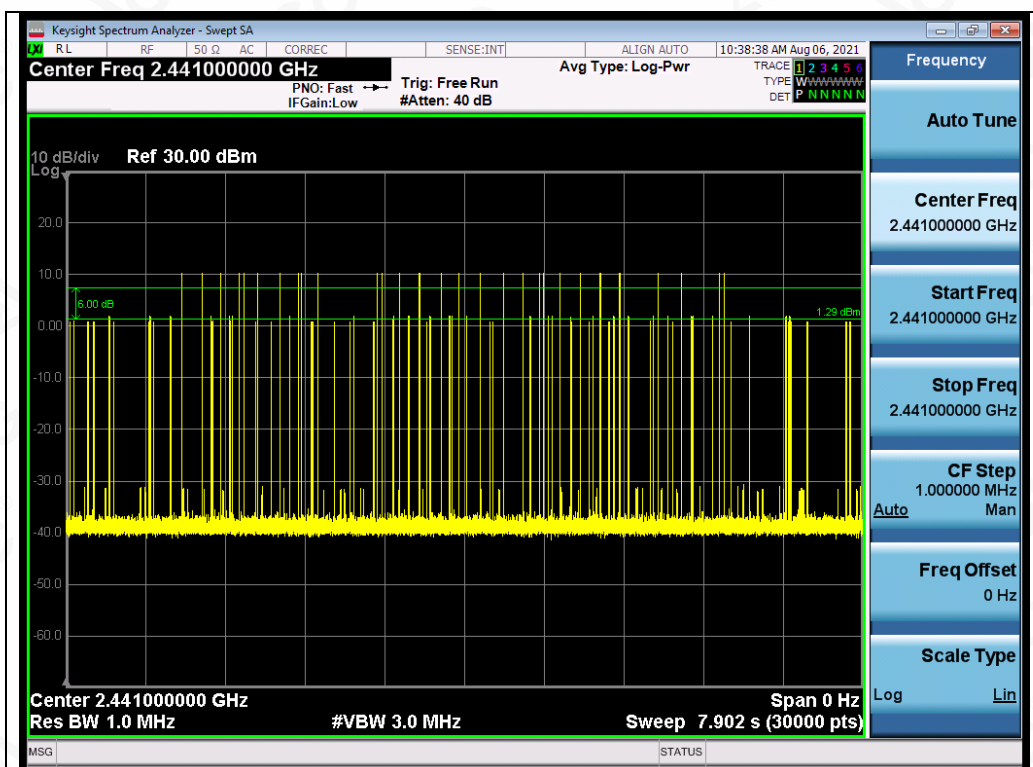 Keysight Spectrum Analyzer - Swept SA
LXI RL RF 50 Ω AC CORREC SENSE:INT ALIGN AUTO 10:38:38 AM Aug 06, 2021
Center Freq 2.441000000 GHz
PNO: Fast
IFGain:Low
Trig: Free Run
#Atten: 40 dB
Avg Type: Log-Pwr
TRACE 1 2 3 4 5 6
TYPE WWWWWW
DET P N N N N N
10 dB/div Ref 30.00 dBm
Log
20.0
10.0
6.00 dB
1.29 dBm
0.00
-10.0
-20.0
-30.0
-40.0
-50.0
-60.0
Center 2.441000000 GHz Span 0 Hz
Res BW 1.0 MHz #VBW 3.0 MHz Sweep 7.902 s (30000 pts)
MSG STATUS
Frequency
Auto Tune
Center Freq
2.441000000 GHz
Start Freq
2.441000000 GHz
Stop Freq
2.441000000 GHz
CF Step
1.000000 MHz
Auto Man
Freq Offset
0 Hz
Scale Type
Log Lin